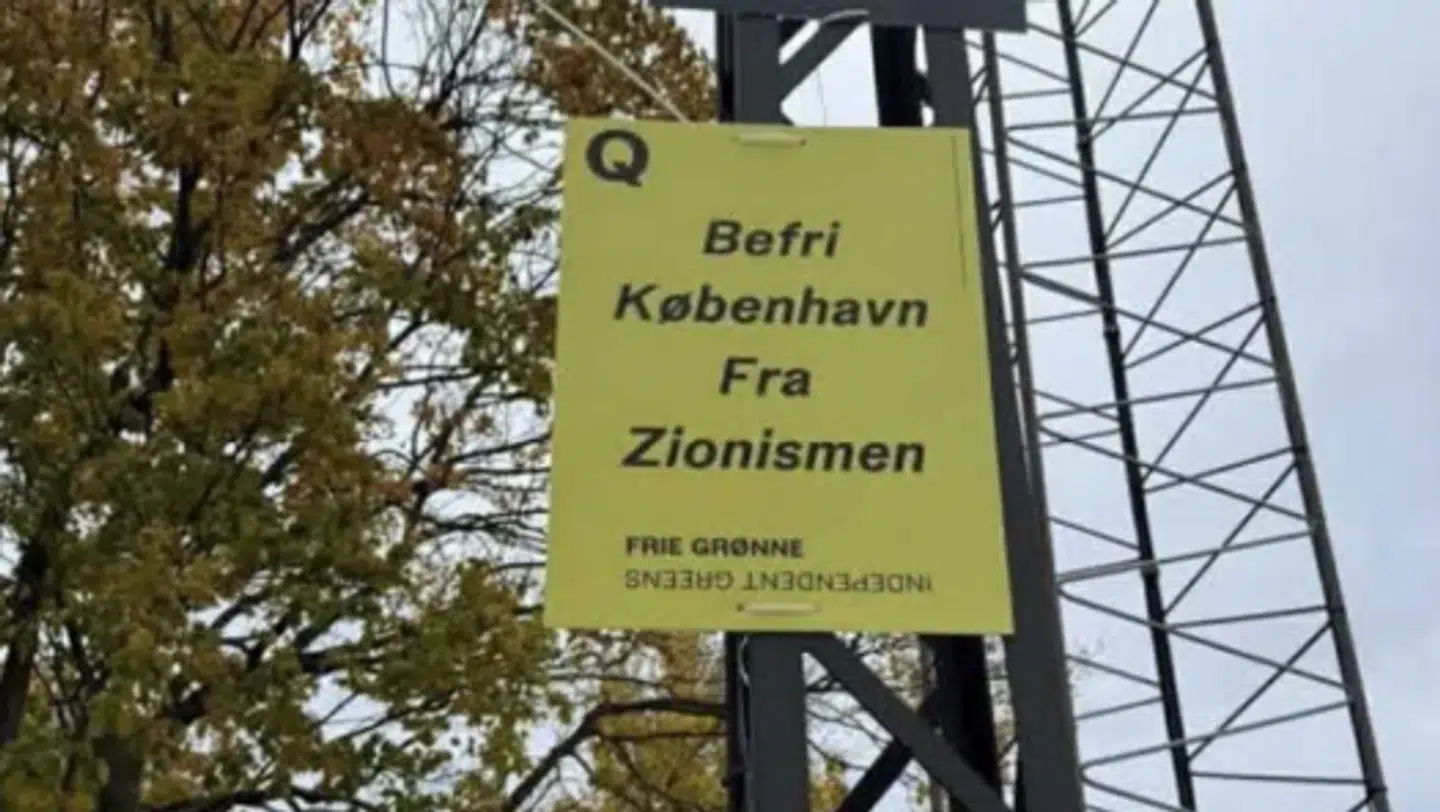 Q
Befri
København
Fra
Zionismen
FRIE GRØNNE
INDEPENDENT GREENS